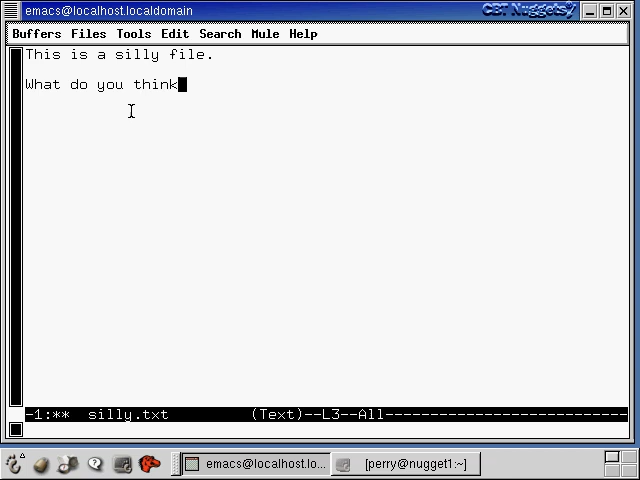 emacs@localhost.localdomain
CBT Nuggets
Buffers Files Tools Edit Search Mule Help
This is a silly file.
What do you think
-1:** silly.txt (Text)--L3--All---------------------------
emacs@localhost.lo...
[perry@nugget1:~]